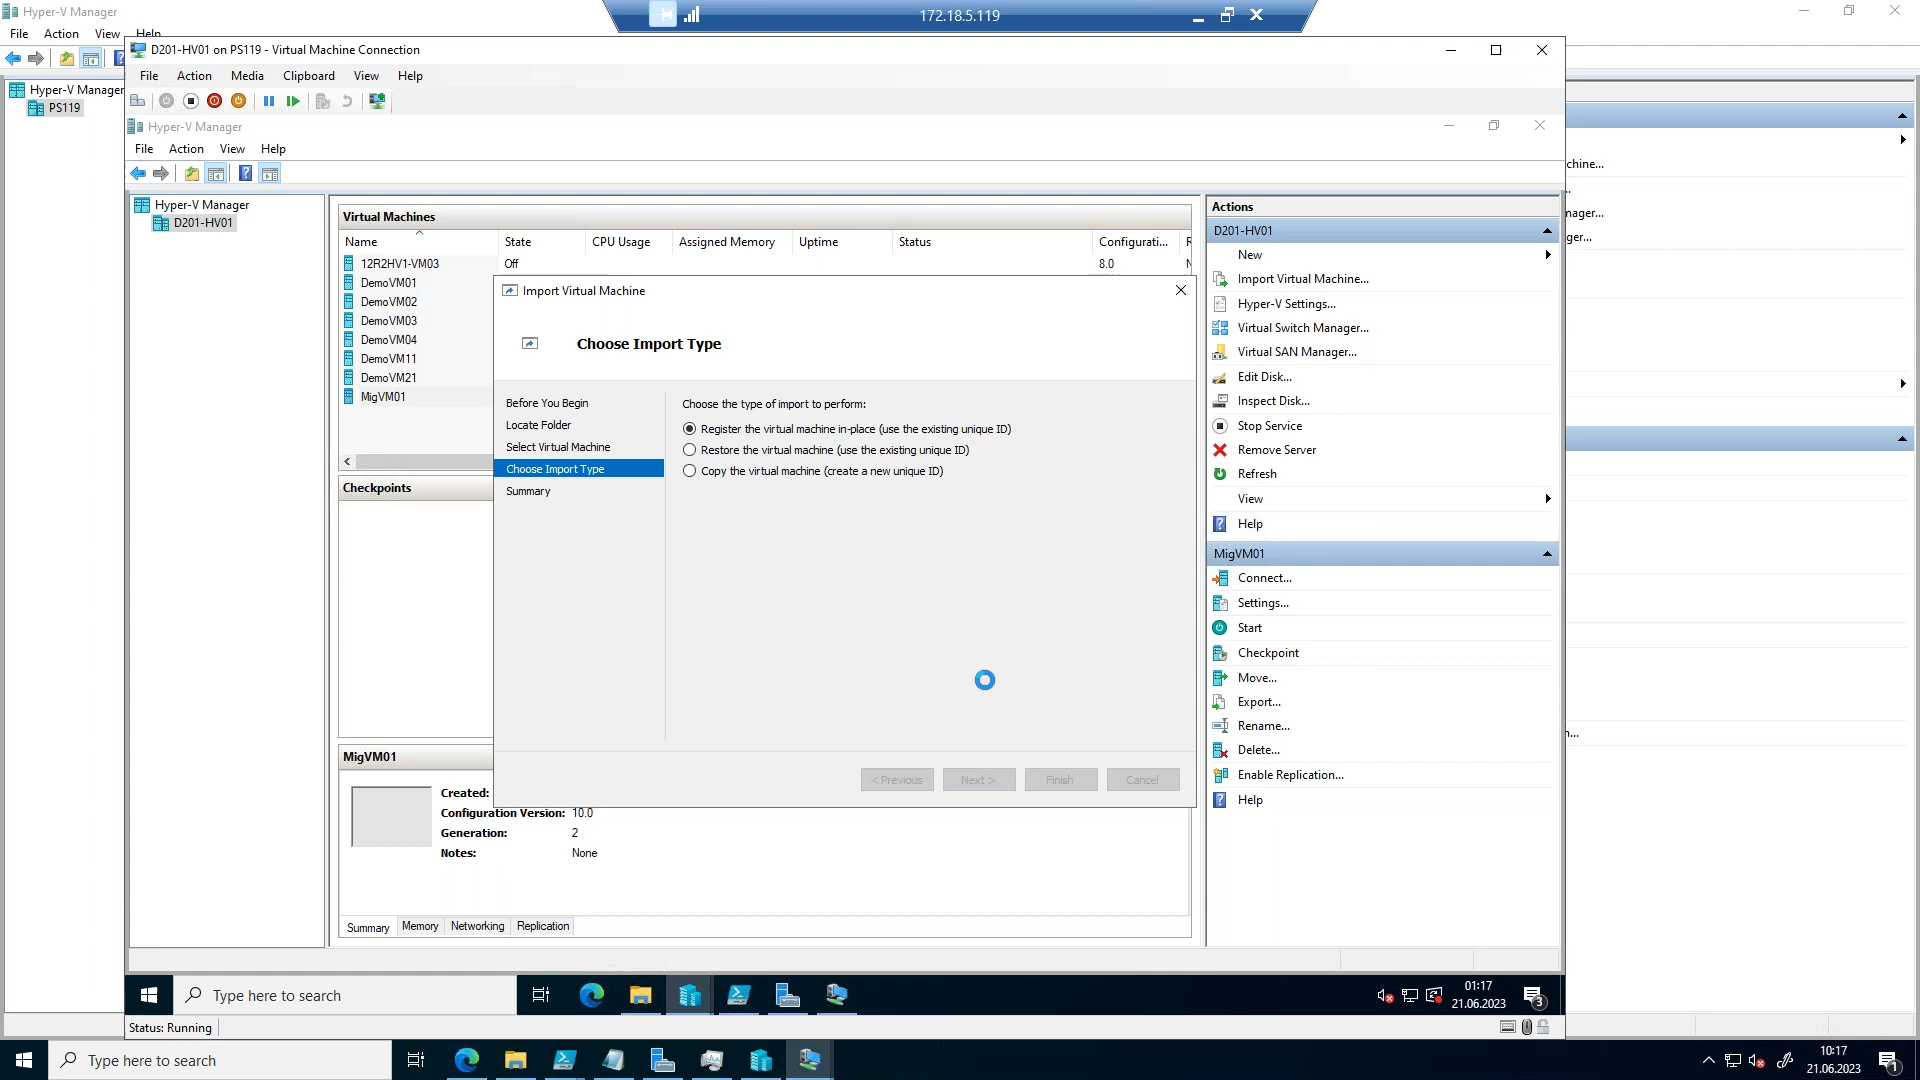 Hyper-V Manager
172.18.5.119
File Action View Help
D201-HV01 on PS119 - Virtual Machine Connection
File Action Media Clipboard View Help
Hyper-V Manager
PS119
Hyper-V Manager
File Action View Help
Hyper-V Manager
D201-HV01
Virtual Machines
Name State CPU Usage Assigned Memory Uptime Status Configurati...
12R2HV1-VM03 Off 8.0
DemoVM01
DemoVM02
DemoVM03
DemoVM04
DemoVM11
DemoVM21
MigVM01
Checkpoints
Import Virtual Machine
Choose Import Type
Before You Begin
Locate Folder
Select Virtual Machine
Choose Import Type
Summary
Choose the type of import to perform:
Register the virtual machine in-place (use the existing unique ID)
Restore the virtual machine (use the existing unique ID)
Copy the virtual machine (create a new unique ID)
< Previous Next > Finish Cancel
MigVM01
Created:
Configuration Version: 10.0
Generation: 2
Notes: None
Summary Memory Networking Replication
Actions
D201-HV01
New
Import Virtual Machine...
Hyper-V Settings...
Virtual Switch Manager...
Virtual SAN Manager...
Edit Disk...
Inspect Disk...
Stop Service
Remove Server
Refresh
View
Help
MigVM01
Connect...
Settings...
Start
Checkpoint
Move...
Export...
Rename...
Delete...
Enable Replication...
Help
chine...
nager...
ger...
n...
Type here to search
01:17
21.06.2023
3
Status: Running
Type here to search
10:17
21.06.2023
1